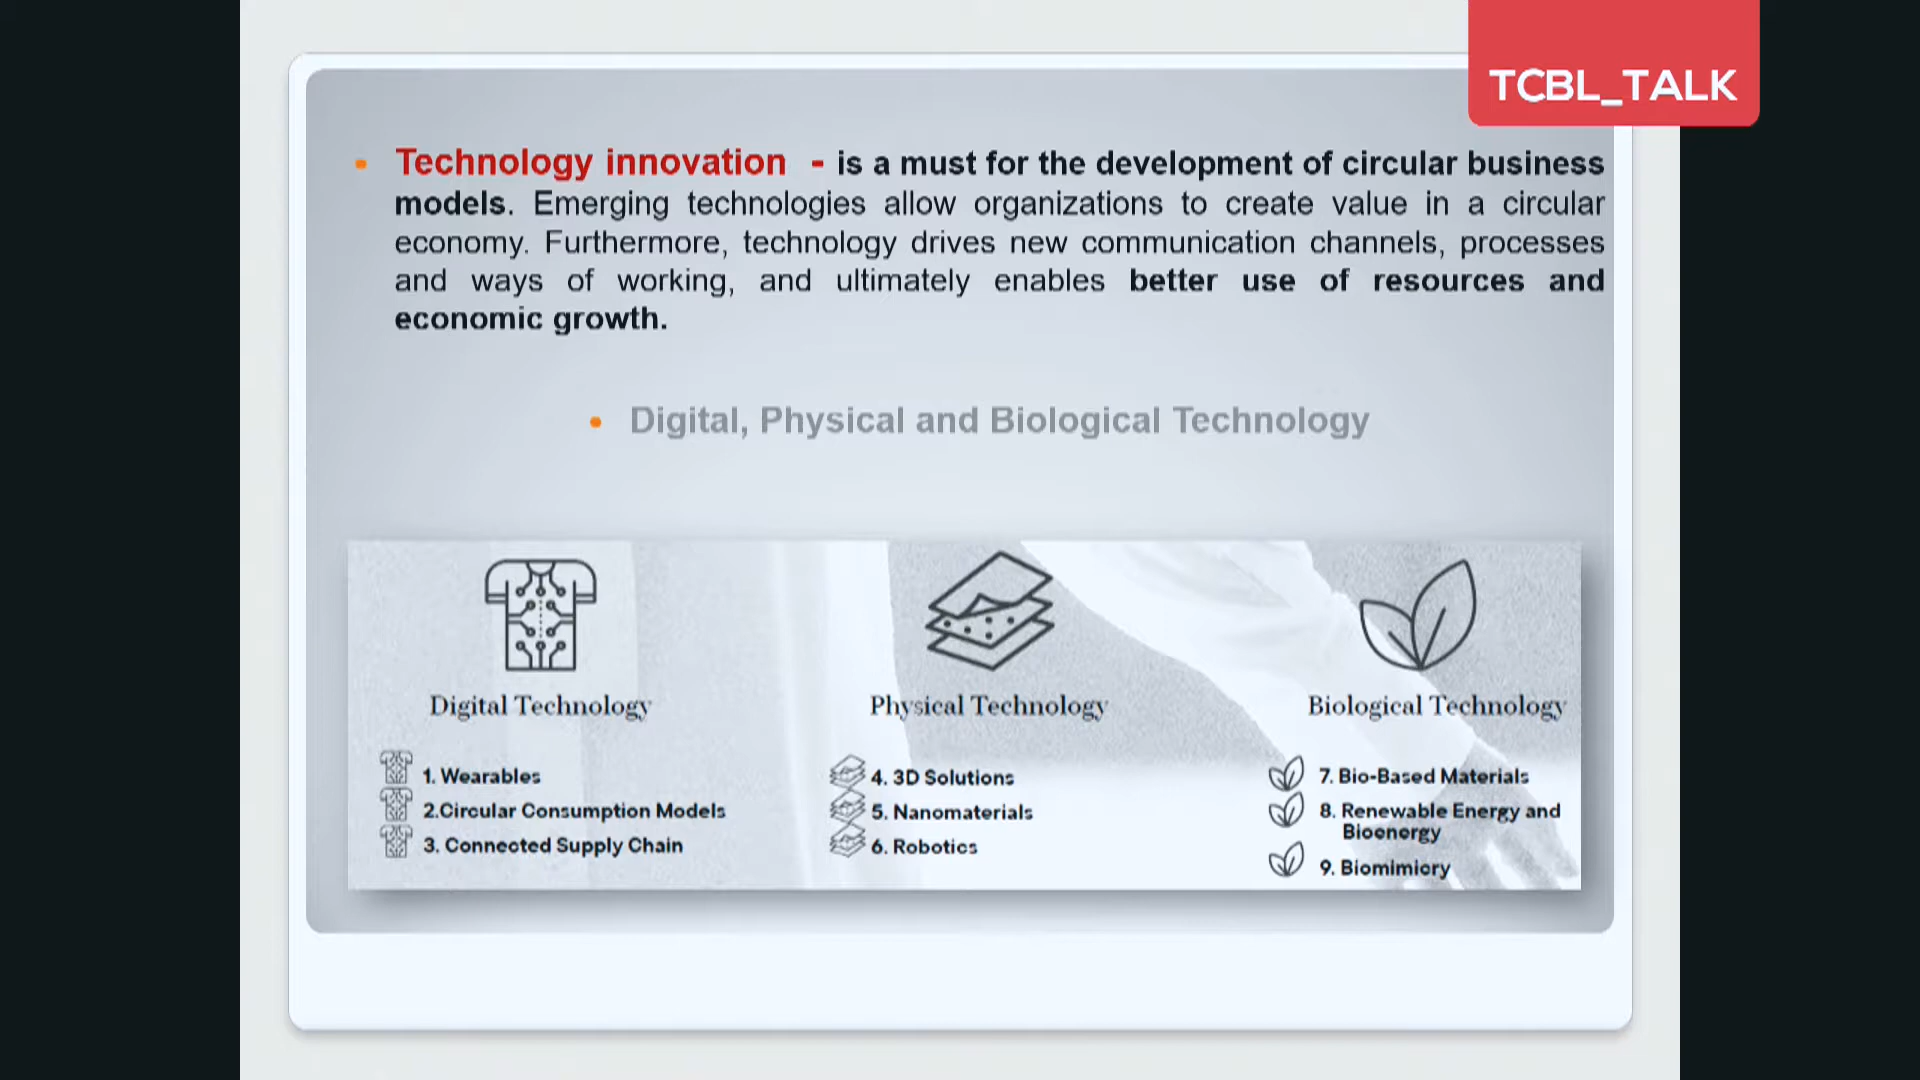 TCBL_TALK
Technology innovation - is a must for the development of circular business
models. Emerging technologies allow organizations to create value in a circular
economy. Furthermore, technology drives new communication channels, processes
and ways of working, and ultimately enables better use of resources and
economic growth.
Digital, Physical and Biological Technology
Digital Technology
1. Wearables
2.Circular Consumption Models
3. Connected Supply Chain
Physical Technology
4. 3D Solutions
5. Nanomaterials
6. Robotics
Biological Technology
7. Bio-Based Materials
8. Renewable Energy and
Bioenergy
9. Biomimicry